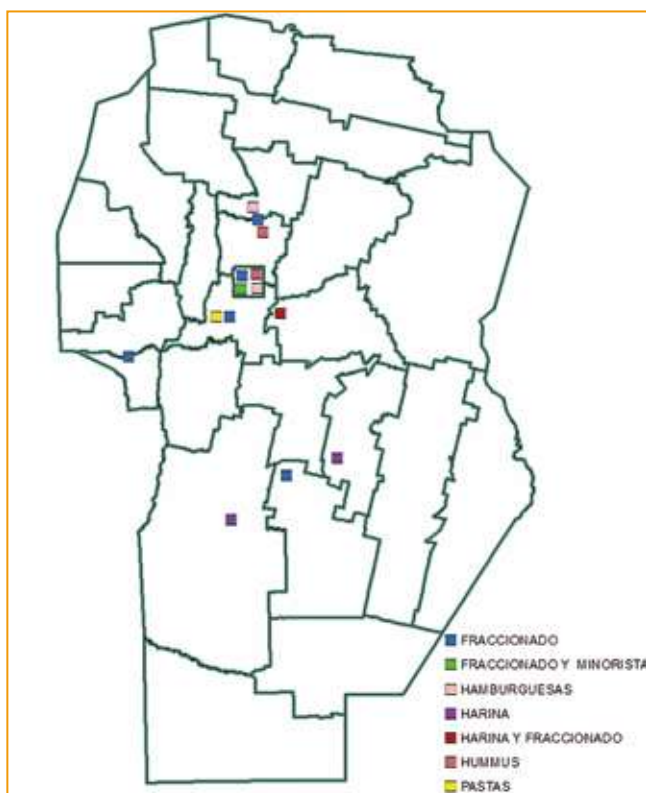 FRACCIONADO
FRACCIONADO Y MINORISTA
HAMBURGUESAS
HARINA
HARINA Y FRACCIONADO
HUMMUS
PASTAS